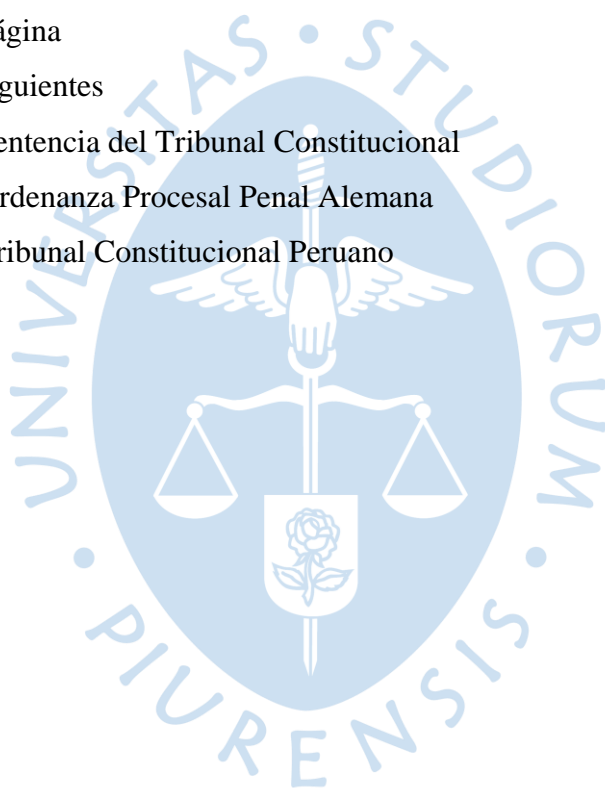 ágina
guientes
entencia del Tribunal Constitucional
rdenanza Procesal Penal Alemana
ribunal Constitucional Peruano
UNIVERSITAS • STUDIORUM • PIURENSIS